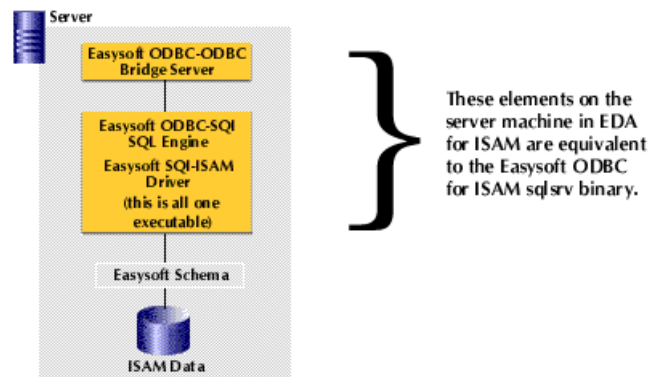 Server
Easysoft ODBC-ODBC
Bridge Server
Easysoft ODBC-SQI
SQL Engine
Easysoft SQI-ISAM
Driver
(this is all one
executable)
Easysoft Schema
ISAM Data
These elements on the
server machine in EDA
for ISAM are equivalent
to the Easysoft ODBC
for ISAM sqlsrv binary.